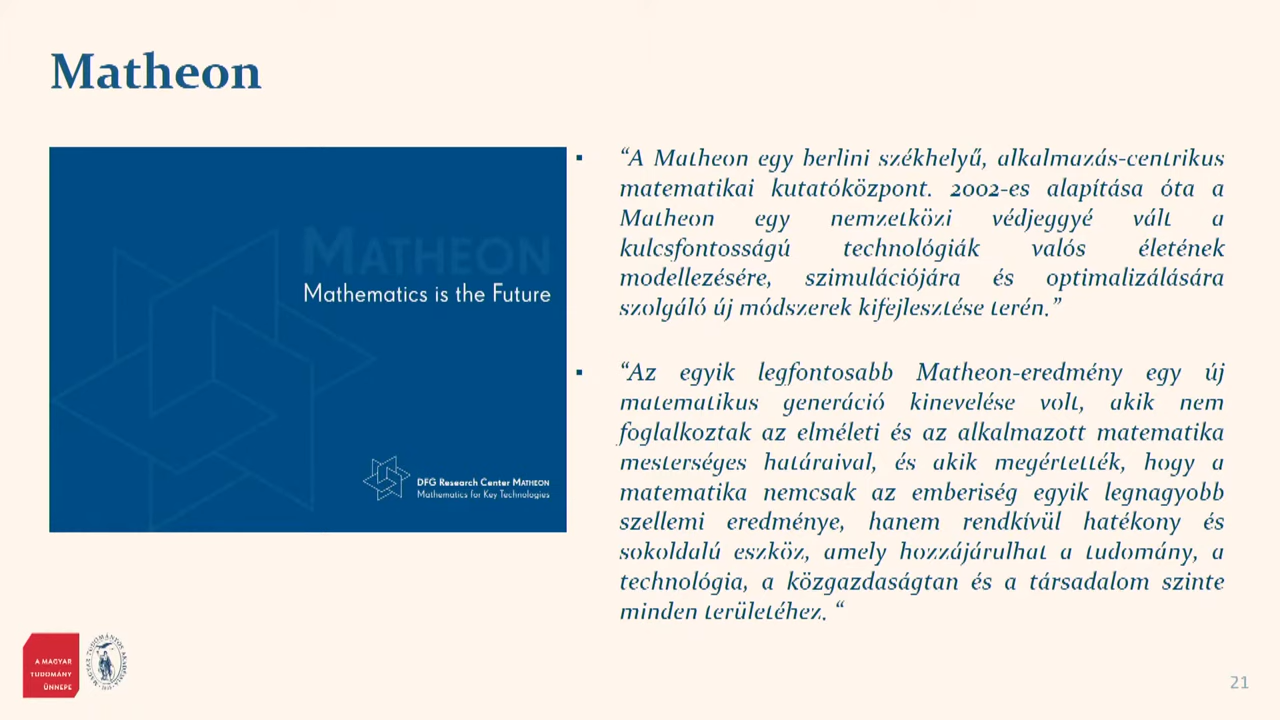 Matheon
MATHEON
Mathematics is the Future
DFG Research Center MATHEON
Mathematics for Key Technologies
“A Matheon egy berlini székhelyű, alkalmazás-centrikus
matematikai kutatóközpont. 2002-es alapítása óta a
Matheon egy nemzetközi védjeggyé vált a
kulcsfontosságú technológiák valós életének
modellezésére, szimulációjára és optimalizálására
szolgáló új módszerek kifejlesztése terén.”
“Az egyik legfontosabb Matheon-eredmény egy új
matematikus generáció kinevelése volt, akik nem
foglalkoztak az elméleti és az alkalmazott matematika
mesterséges határaival, és akik megértették, hogy a
matematika nemcsak az emberiség egyik legnagyobb
szellemi eredménye, hanem rendkívül hatékony és
sokoldalú eszköz, amely hozzájárulhat a tudomány, a
technológia, a közgazdaságtan és a társadalom szinte
minden területéhez. “
A MAGYAR
TUDOMÁNY
ÜNNEPE
21